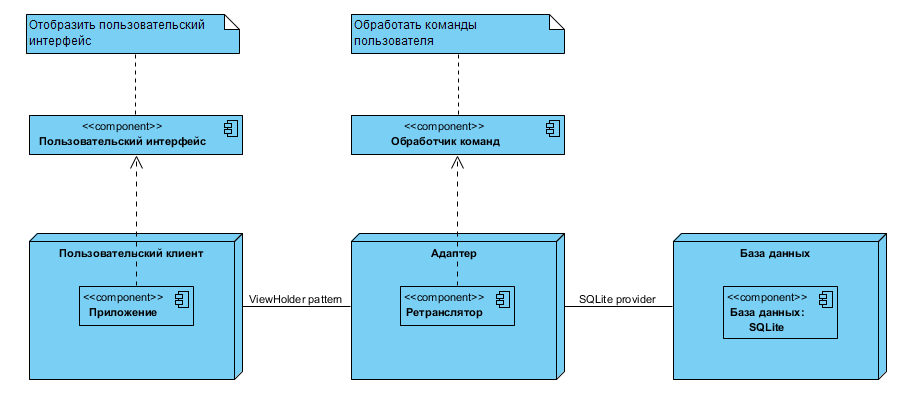 Отобразить пользовательский
интерфейс
Обработать команды
пользователя
<<component>>
Пользовательский интерфейс
<<component>>
Обработчик команд
Пользовательский клиент
Адаптер
База данных
<<component>>
Приложение
ViewHolder pattern
<<component>>
Ретранслятор
SQLite provider
<<component>>
База данных:
SQLite